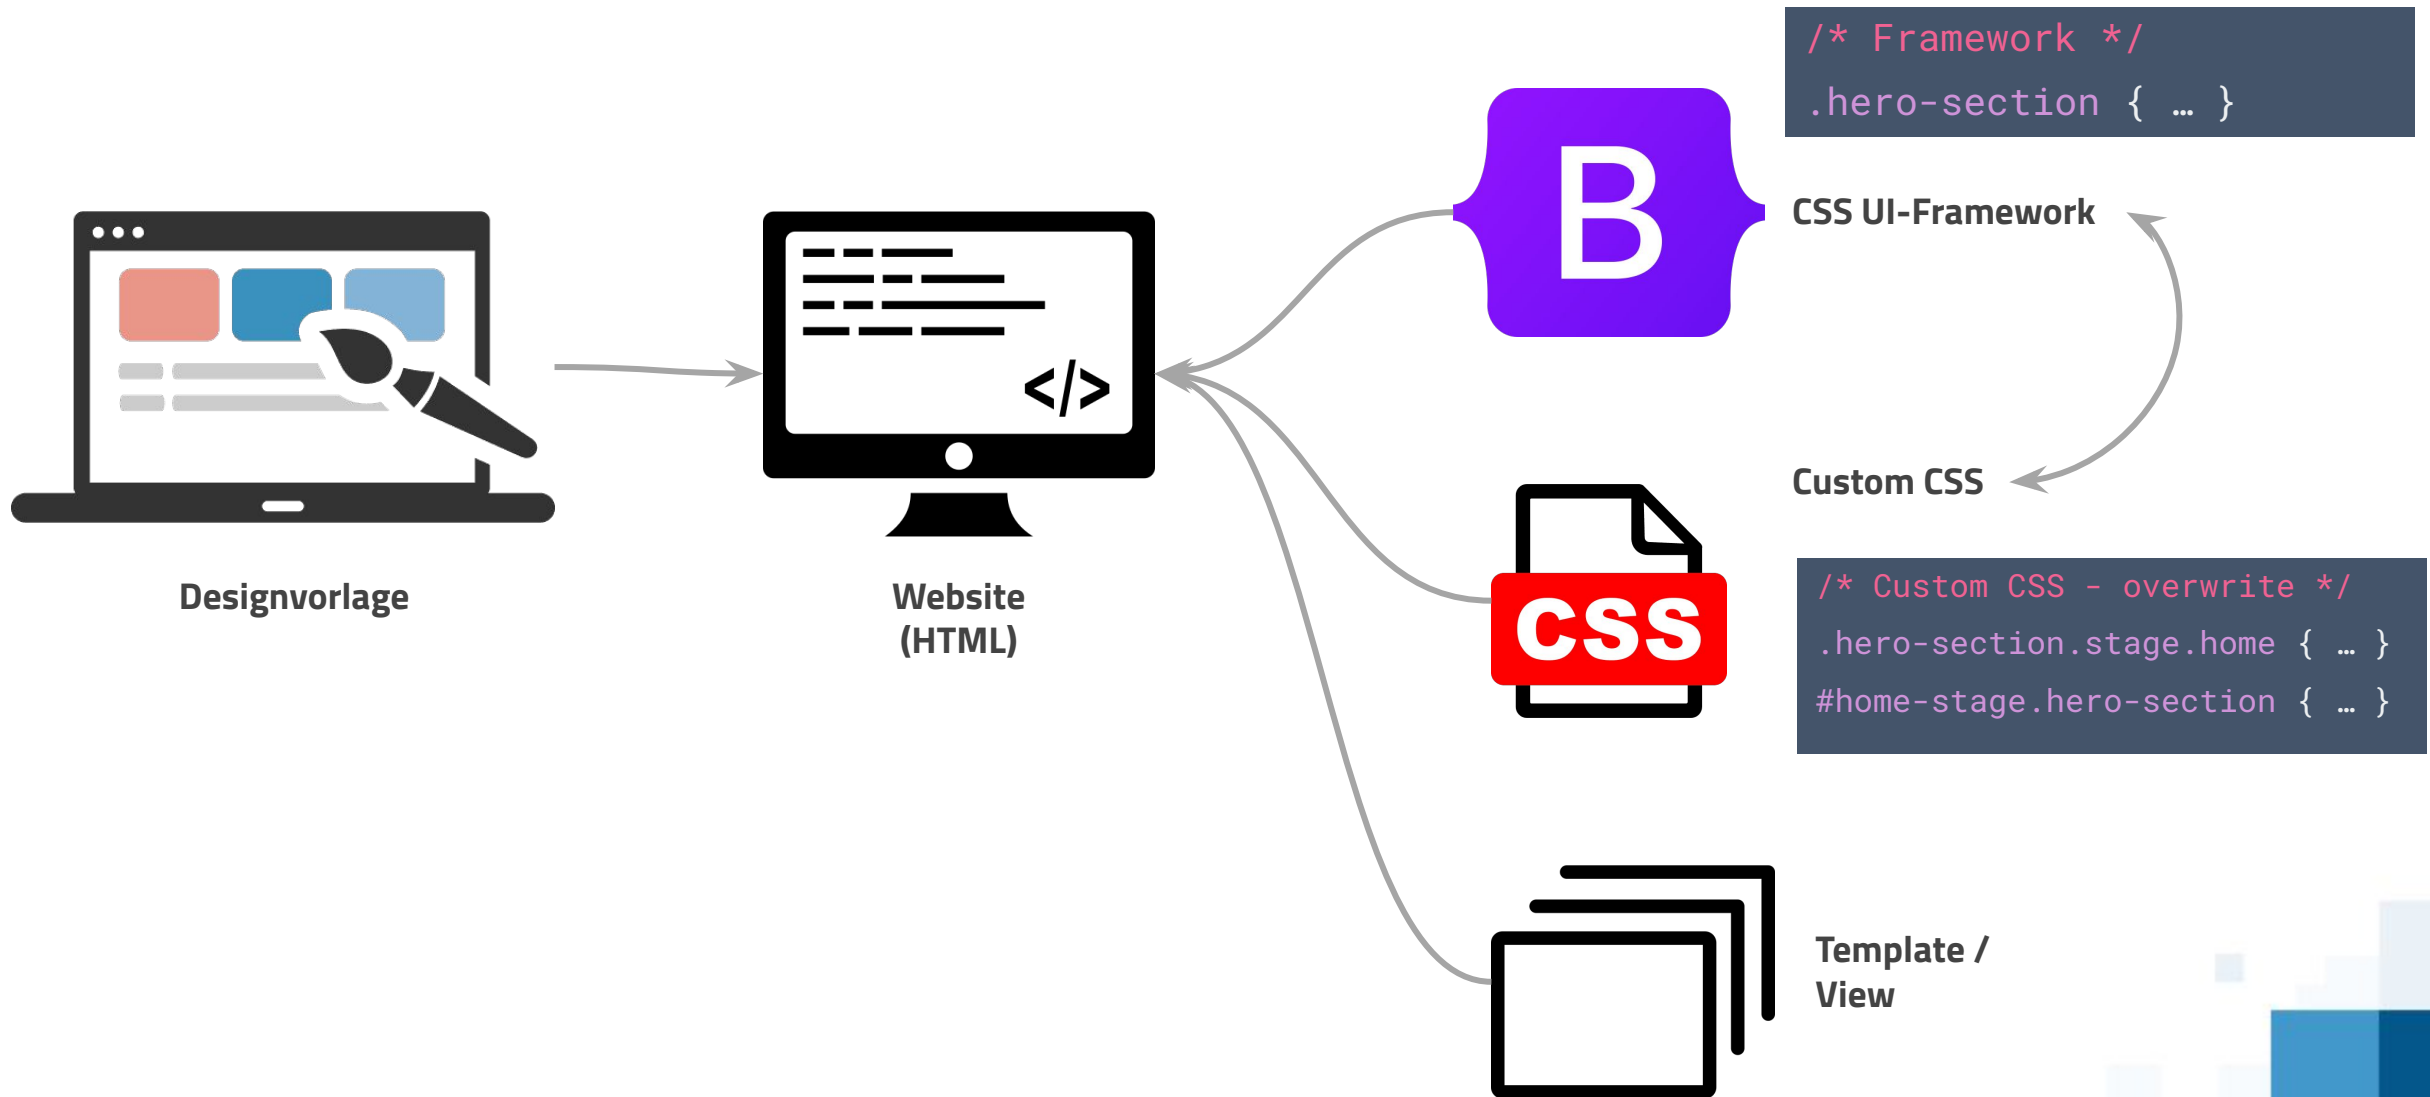 /* Framework */
.hero-section { … }
B
CSS UI-Framework
</>
Designvorlage
Website
(HTML)
Custom CSS
css
/* Custom CSS - overwrite */
.hero-section.stage.home { … }
#home-stage.hero-section { … }
Template /
View